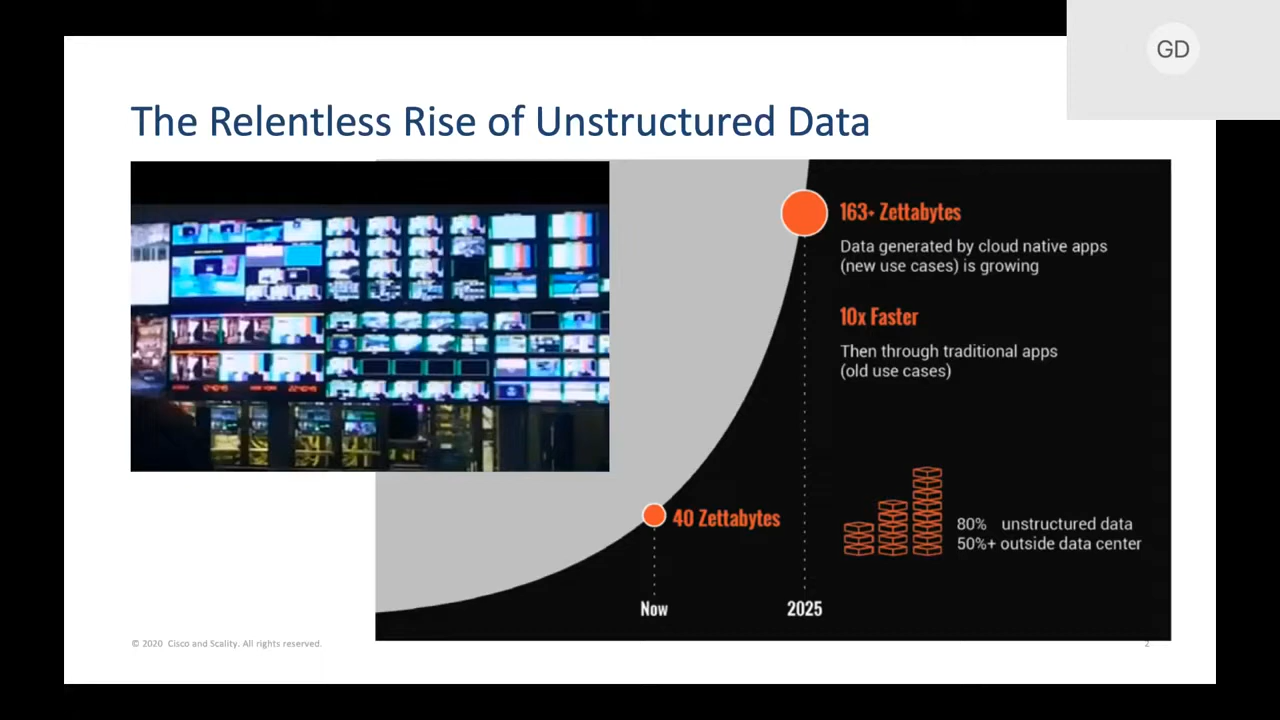 GD
The Relentless Rise of Unstructured Data
163+ Zettabytes
Data generated by cloud native apps
(new use cases) is growing
10x Faster
Then through traditional apps
(old use cases)
40 Zettabytes
80% unstructured data
50%+ outside data center
Now
2025
© 2020 Cisco and Scality. All rights reserved.
2